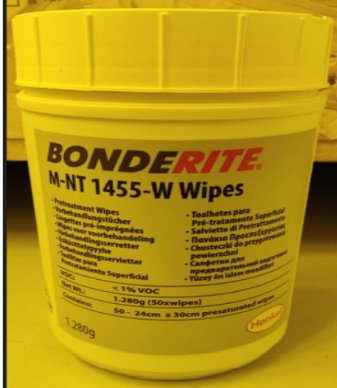 BONDERITE®
M-NT 1455-W Wipes
-Pretreatment Wipes
-Vorbehandlungstücher
-Lingettes pré-imprégnées
-Wipes voor voorbehandeling
-Esikäsittelypyyhe
-Toallitas para
Pretratamiento Superficial
-Toalhetes para
Pré-tratamento Superficial
-Salviette di Pretrattamento
-Πανάκια Προεπεξεργασίας
-Chusteczki do przygotowania
powierzchni
-Салфетки для
предварительной подготовки
-Yüzey ön işlem mendilleri
VOC: < 1% VOC
Net Wt.: 1.280g (50xwipes)
Contains: 50 - 24cm x 30cm presaturated wipes
1.280g
Henkel